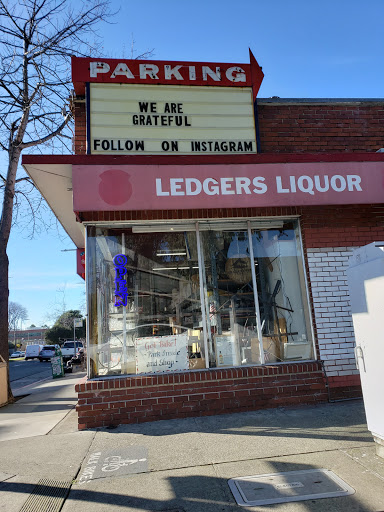 PARKING
WE ARE
GRATEFUL
FOLLOW ON INSTAGRAM
LEDGERS LIQUOR